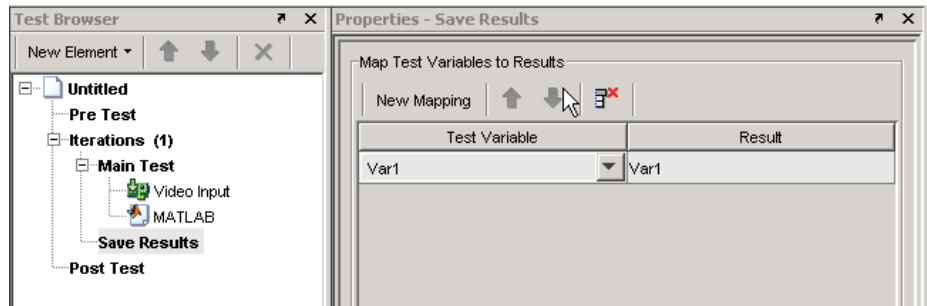 Test Browser
New Element
Untitled
Pre Test
Iterations (1)
Main Test
Video Input
MATLAB
Save Results
Post Test
Properties - Save Results
Map Test Variables to Results
New Mapping
Test Variable Result
Var1 Var1